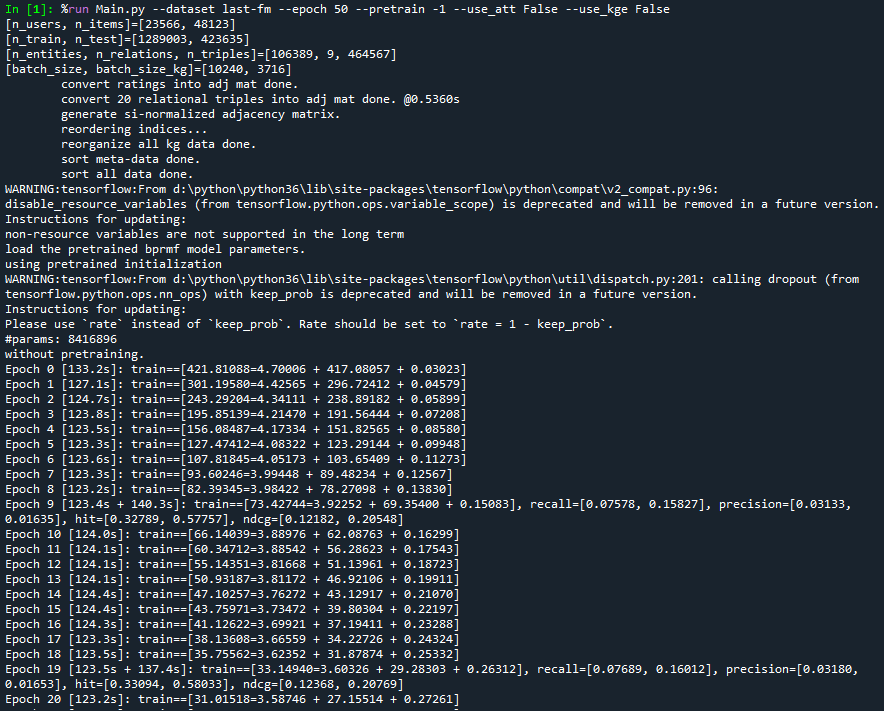 In [1]: %run Main.py --dataset last-fm --epoch 50 --pretrain -1 --use_att False --use_kge False
[n_users, n_items]=[23566, 48123]
[n_train, n_test]=[1289003, 423635]
[n_entities, n_relations, n_triples]=[106389, 9, 464567]
[batch_size, batch_size_kg]=[10240, 3716]
convert ratings into adj mat done.
convert 20 relational triples into adj mat done. @0.5360s
generate si-normalized adjacency matrix.
reordering indices...
reorganize all kg data done.
sort meta-data done.
sort all data done.
WARNING:tensorflow:From d:\python\python36\lib\site-packages\tensorflow\python\compat\v2_compat.py:96:
disable_resource_variables (from tensorflow.python.ops.variable_scope) is deprecated and will be removed in a future version.
Instructions for updating:
non-resource variables are not supported in the long term
load the pretrained bprmf model parameters.
using pretrained initialization
WARNING:tensorflow:From d:\python\python36\lib\site-packages\tensorflow\python\util\dispatch.py:201: calling dropout (from
tensorflow.python.ops.nn_ops) with keep_prob is deprecated and will be removed in a future version.
Instructions for updating:
Please use `rate` instead of `keep_prob`. Rate should be set to `rate = 1 - keep_prob`.
#params: 8416896
without pretraining.
Epoch 0 [133.2s]: train==[421.81088=4.70006 + 417.08057 + 0.03023]
Epoch 1 [127.1s]: train==[301.19580=4.42565 + 296.72412 + 0.04579]
Epoch 2 [124.7s]: train==[243.29204=4.34111 + 238.89182 + 0.05899]
Epoch 3 [123.8s]: train==[195.85139=4.21470 + 191.56444 + 0.07208]
Epoch 4 [123.5s]: train==[156.08487=4.17334 + 151.82565 + 0.08580]
Epoch 5 [123.3s]: train==[127.47412=4.08322 + 123.29144 + 0.09948]
Epoch 6 [123.6s]: train==[107.81845=4.05173 + 103.65409 + 0.11273]
Epoch 7 [123.3s]: train==[93.60246=3.99448 + 89.48234 + 0.12567]
Epoch 8 [123.2s]: train==[82.39345=3.98422 + 78.27098 + 0.13830]
Epoch 9 [123.4s + 140.3s]: train==[73.42744=3.92252 + 69.35400 + 0.15083], recall=[0.07578, 0.15827], precision=[0.03133,
0.01635], hit=[0.32789, 0.57757], ndcg=[0.12182, 0.20548]
Epoch 10 [124.0s]: train==[66.14039=3.88976 + 62.08763 + 0.16299]
Epoch 11 [124.1s]: train==[60.34712=3.88542 + 56.28623 + 0.17543]
Epoch 12 [124.1s]: train==[55.14351=3.81668 + 51.13961 + 0.18723]
Epoch 13 [124.1s]: train==[50.93187=3.81172 + 46.92106 + 0.19911]
Epoch 14 [124.4s]: train==[47.10257=3.76272 + 43.12917 + 0.21070]
Epoch 15 [124.4s]: train==[43.75971=3.73472 + 39.80304 + 0.22197]
Epoch 16 [124.3s]: train==[41.12622=3.69921 + 37.19411 + 0.23288]
Epoch 17 [123.3s]: train==[38.13608=3.66559 + 34.22726 + 0.24324]
Epoch 18 [123.5s]: train==[35.75562=3.62352 + 31.87874 + 0.25332]
Epoch 19 [123.5s + 137.4s]: train==[33.14940=3.60326 + 29.28303 + 0.26312], recall=[0.07689, 0.16012], precision=[0.03180,
0.01653], hit=[0.33094, 0.58033], ndcg=[0.12368, 0.20769]
Epoch 20 [123.2s]: train==[31.01518=3.58746 + 27.15514 + 0.27261]